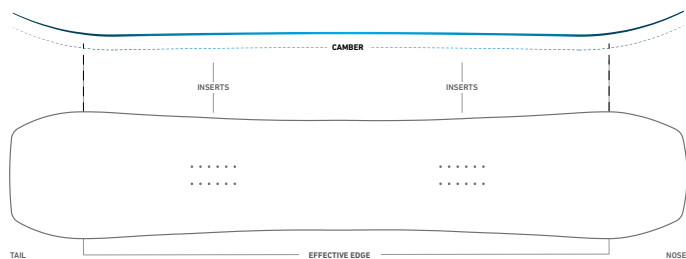 CAMBER
INSERTS
INSERTS
TAIL
EFFECTIVE EDGE
NOSE